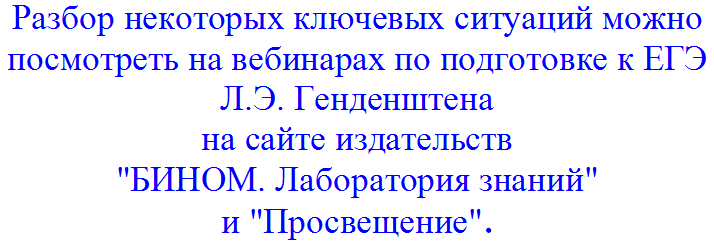 Разбор некоторых ключевых ситуаций можно
посмотреть на вебинарах по подготовке к ЕГЭ
Л.Э. Генденштена
на сайте издательств
"БИНОМ. Лаборатория знаний"
и "Просвещение".